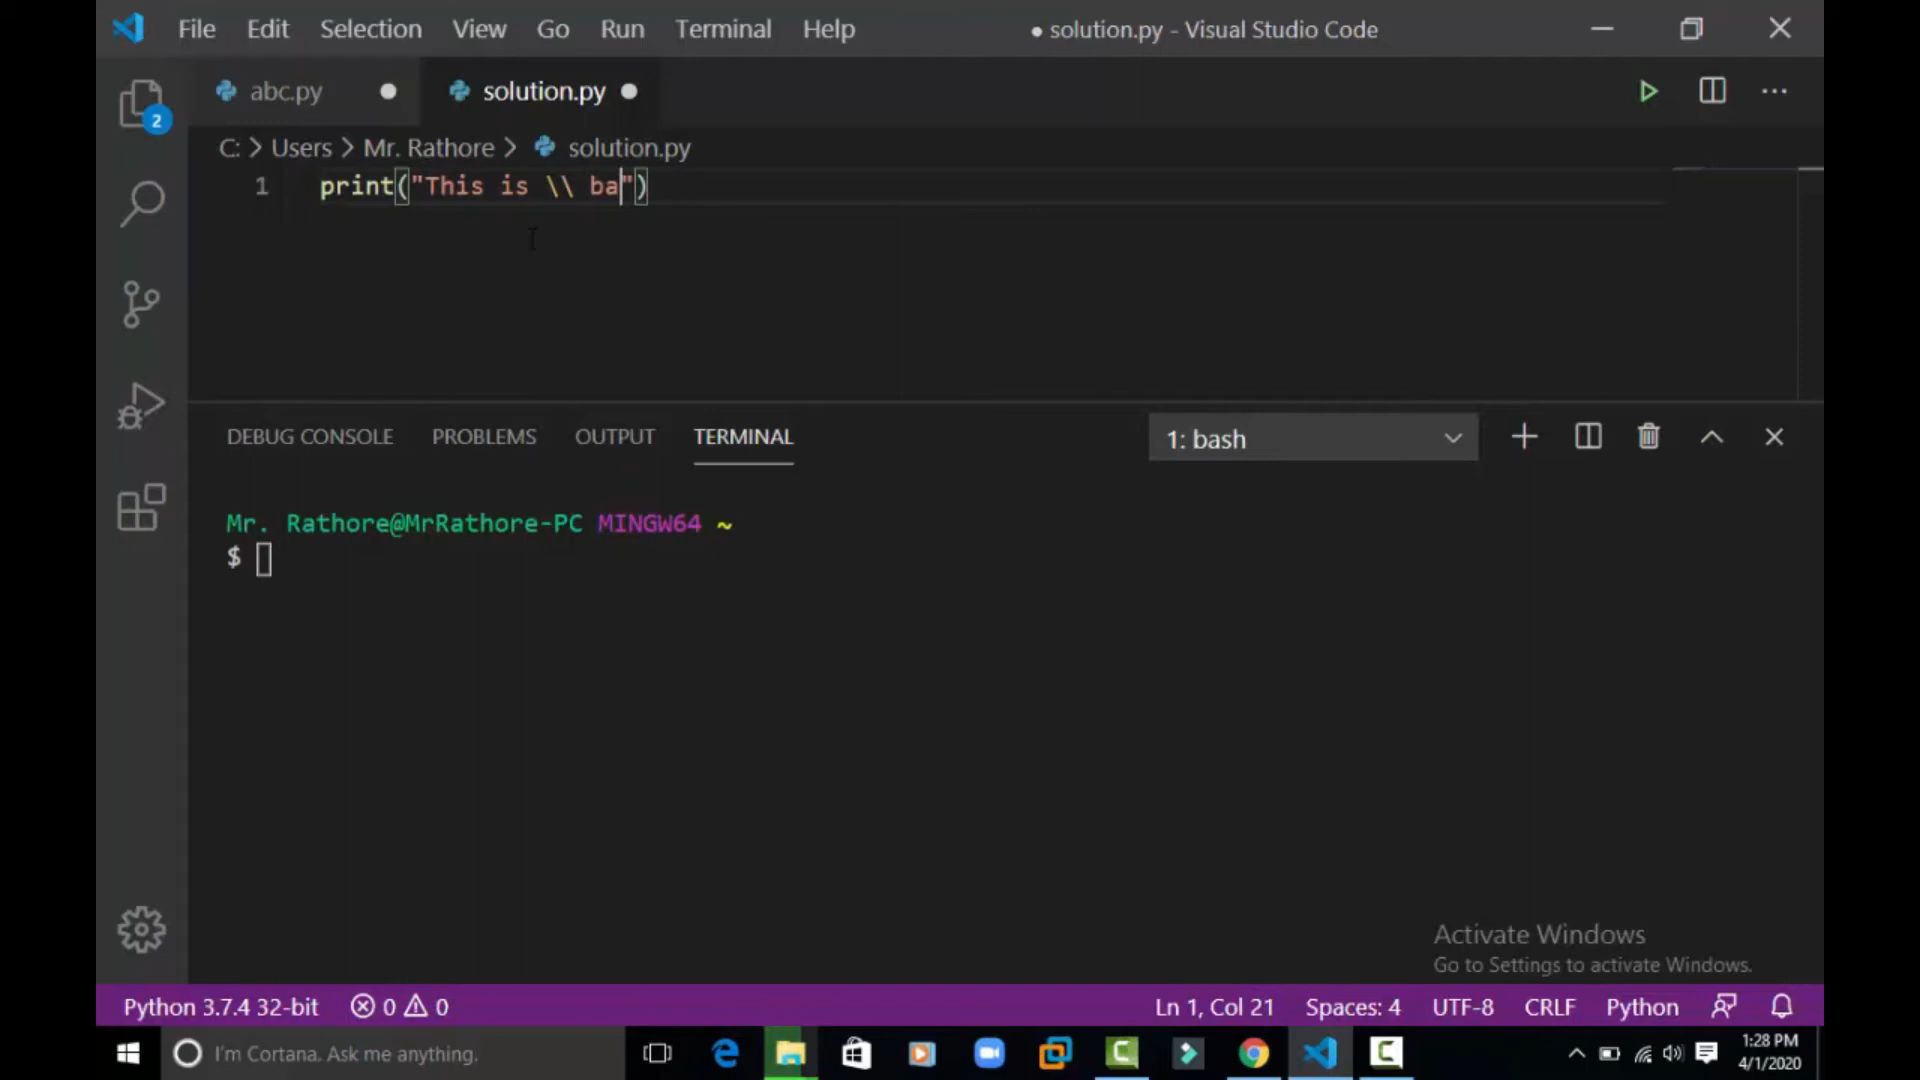 File Edit Selection View Go Run Terminal Help ● solution.py - Visual Studio Code
abc.py ● solution.py ●
2
C: > Users > Mr. Rathore > solution.py
1 print("This is \\ ba")
DEBUG CONSOLE PROBLEMS OUTPUT TERMINAL 1: bash
Mr. Rathore@MrRathore-PC MINGW64 ~
$
Activate Windows
Go to Settings to activate Windows.
Python 3.7.4 32-bit 0 0 Ln 1, Col 21 Spaces: 4 UTF-8 CRLF Python
I'm Cortana. Ask me anything. 1:28 PM
4/1/2020